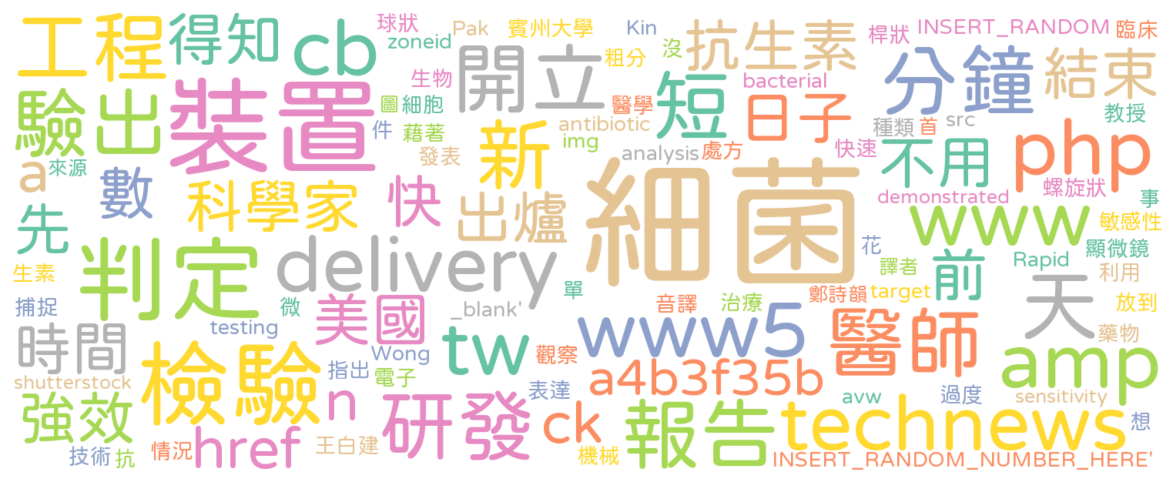 工程
得知
cb
球狀
zoneid
Pak
賓州大學
Kin
沒
抗生素
桿狀
INSERT_RANDOM
臨床
驗出
裝置
生物
開立
粗分
短
bacterial
分鐘
結束
圖
細胞
醫學
日子
件
藉著
新
antibiotic
img
種類
首
src
教授
a
來源
數
科學家
發表
快
出爐
analysis
處方
快速
不用
php
螺旋狀
demonstrated
事
先
判定
delivery
細菌
www
敏感性
花
顯微鏡
生素
美國
單
譯者
前
Rapid
利用
捕捉
微
_blank'
音譯
治療
鄭詩韻
target
天
放到
時間
testing
tw
www5
醫師
藥物
檢驗
Wong
觀察
指出
電子
a4b3f35b
amp
shutterstock
強效
n
研發
表達
ck
報告
avw
過度
sensitivity
想
technews
技術
抗
情況
href
王白建
機械
INSERT_RANDOM_NUMBER_HERE'